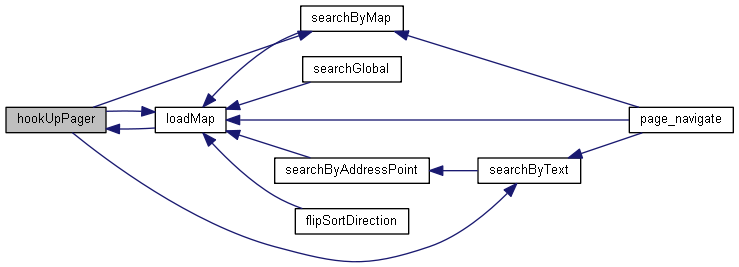 searchByMap
searchGlobal
hookUpPager
loadMap
page_navigate
searchByAddressPoint
searchByText
flipSortDirection